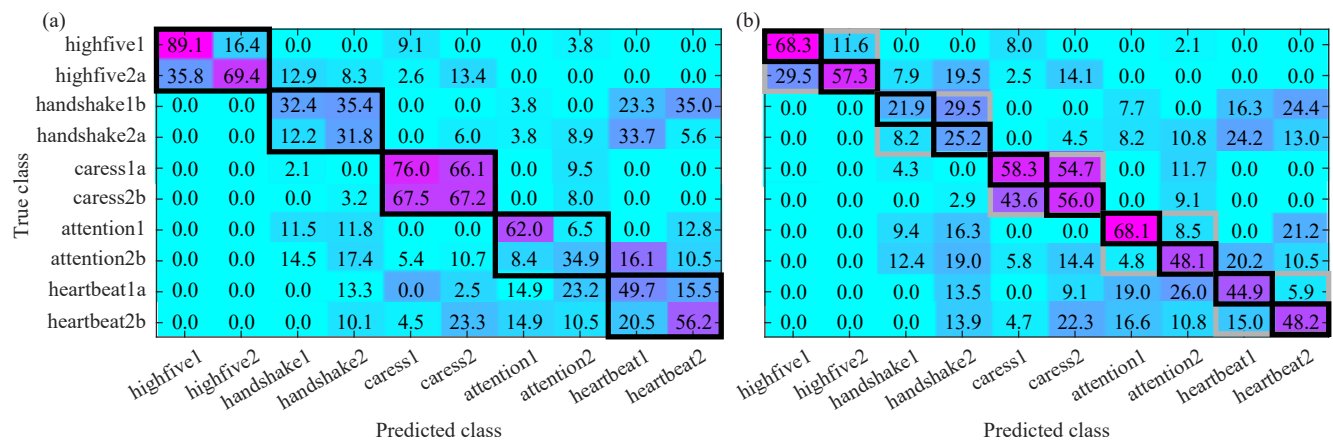 (a)
(b)
True class
highfive1 89.1 16.4 0.0 0.0 9.1 0.0 0.0 3.8 0.0 0.0
highfive2a 35.8 69.4 12.9 8.3 2.6 13.4 0.0 0.0 0.0 0.0
handshake1b 0.0 0.0 32.4 35.4 0.0 0.0 3.8 0.0 23.3 35.0
handshake2a 0.0 0.0 12.2 31.8 0.0 6.0 3.8 8.9 33.7 5.6
caress1a 0.0 0.0 2.1 0.0 76.0 66.1 0.0 9.5 0.0 0.0
caress2b 0.0 0.0 0.0 3.2 67.5 67.2 0.0 8.0 0.0 0.0
attention1 0.0 0.0 11.5 11.8 0.0 0.0 62.0 6.5 0.0 12.8
attention2b 0.0 0.0 14.5 17.4 5.4 10.7 8.4 34.9 16.1 10.5
heartbeat1a 0.0 0.0 0.0 13.3 0.0 2.5 14.9 23.2 49.7 15.5
heartbeat2b 0.0 0.0 0.0 10.1 4.5 23.3 14.9 10.5 20.5 56.2
highfive1 highfive2 handshake1 handshake2 caress1 caress2 attention1 attention2 heartbeat1 heartbeat2
Predicted class
68.3 11.6 0.0 0.0 8.0 0.0 0.0 2.1 0.0 0.0
29.5 57.3 7.9 19.5 2.5 14.1 0.0 0.0 0.0 0.0
0.0 0.0 21.9 29.5 0.0 0.0 7.7 0.0 16.3 24.4
0.0 0.0 8.2 25.2 0.0 4.5 8.2 10.8 24.2 13.0
0.0 0.0 4.3 0.0 58.3 54.7 0.0 11.7 0.0 0.0
0.0 0.0 0.0 2.9 43.6 56.0 0.0 9.1 0.0 0.0
0.0 0.0 9.4 16.3 0.0 0.0 68.1 8.5 0.0 21.2
0.0 0.0 12.4 19.0 5.8 14.4 4.8 48.1 20.2 10.5
0.0 0.0 0.0 13.5 0.0 9.1 19.0 26.0 44.9 5.9
0.0 0.0 0.0 13.9 4.7 22.3 16.6 10.8 15.0 48.2
highfive1 highfive2 handshake1 handshake2 caress1 caress2 attention1 attention2 heartbeat1 heartbeat2
Predicted class